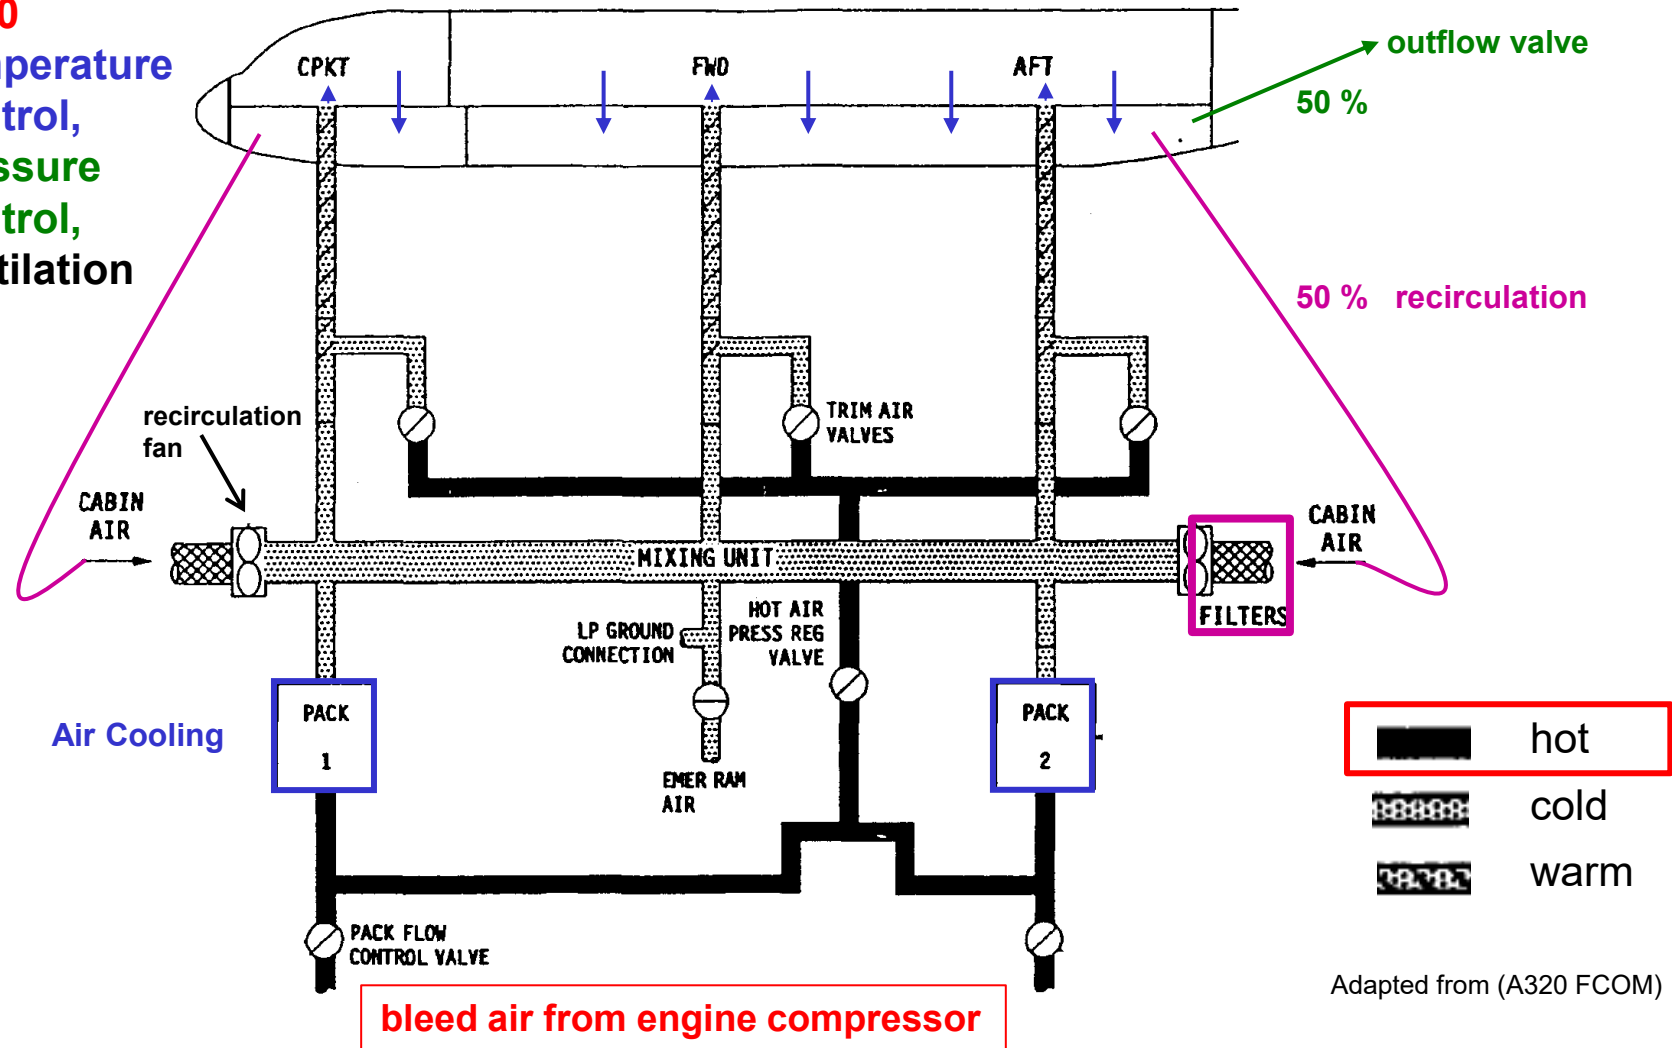 0
perature
trol,
ssure
trol,
tilation
CPKT
FWD
AFT
outflow valve
50 %
50 % recirculation
recirculation
fan
TRIM AIR
VALVES
CABIN
AIR
MIXING UNIT
CABIN
AIR
FILTERS
LP GROUND
CONNECTION
HOT AIR
PRESS REG
VALVE
Air Cooling
PACK
1
EMER RAM
AIR
PACK
2
hot
cold
warm
PACK FLOW
CONTROL VALVE
bleed air from engine compressor
Adapted from (A320 FCOM)